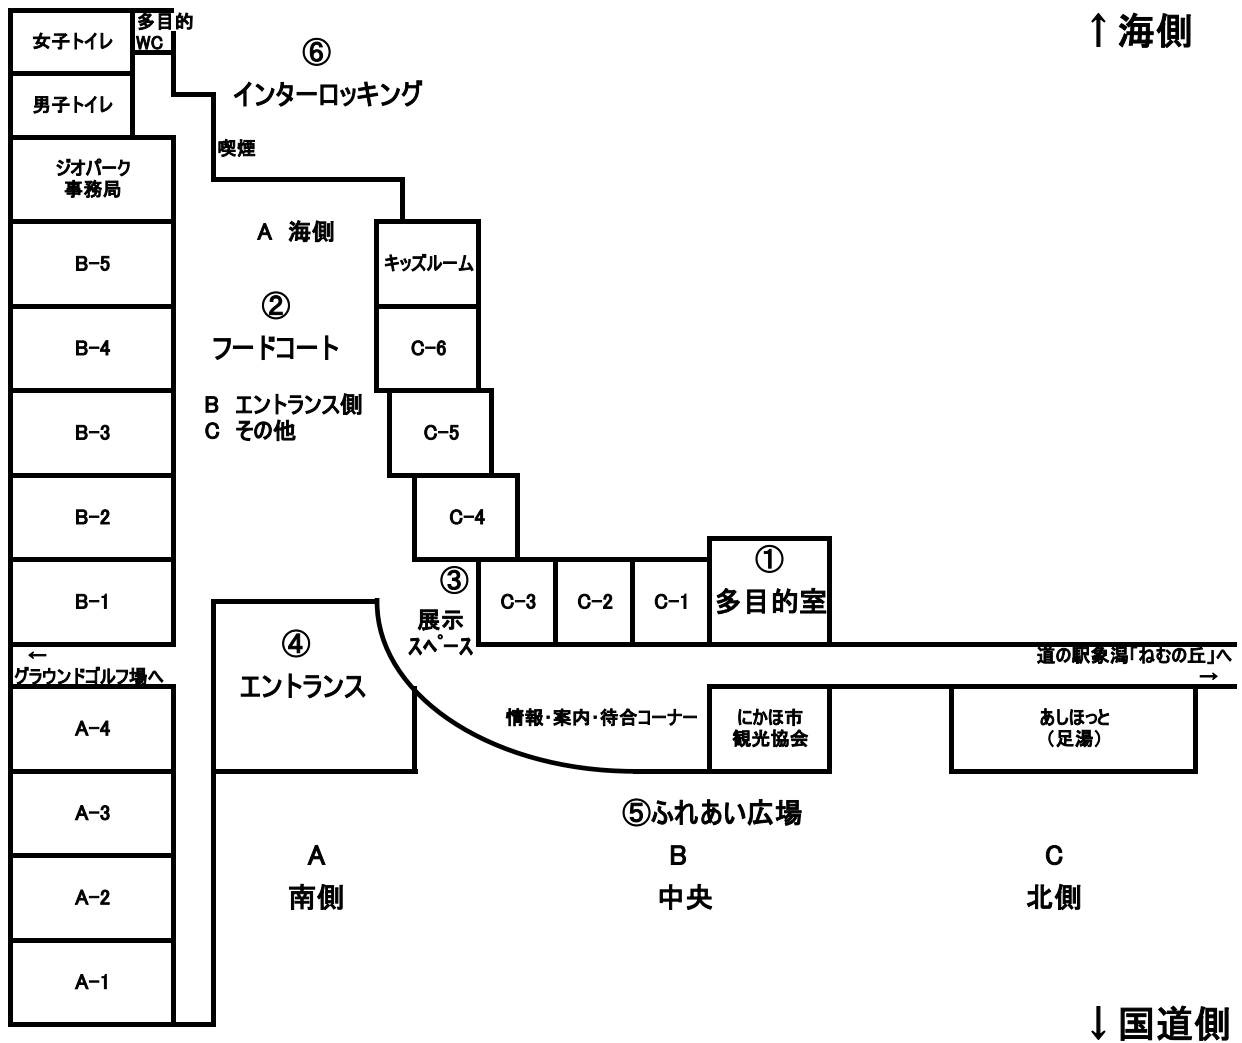 ↑海側
女子トイレ
多目的
WC
⑥
インターロッキング
男子トイレ
喫煙
ジオパーク
事務局
A 海側
B-5
キッズルーム
②
フードコート
B-4
C-6
B エントランス側
C その他
B-3
C-5
B-2
C-4
①
多目的室
B-1
③
展示
スペース
C-3
C-2
C-1
④
エントランス
←
グラウンドゴルフ場へ
道の駅象潟「ねむの丘」へ
→
A-4
情報・案内・待合コーナー
にかほ市
観光協会
あしほっと
(足湯)
A-3
⑤ふれあい広場
A
南側
B
中央
C
北側
A-2
A-1
↓国道側